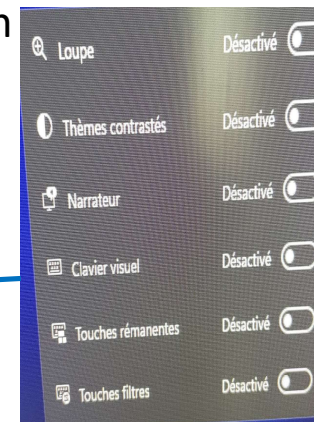 n
Loupe Désactivé
Thèmes contrastés Désactivé
Narrateur Désactivé
Clavier visuel Désactivé
Touches rémanentes Désactivé
Touches filtres Désactivé